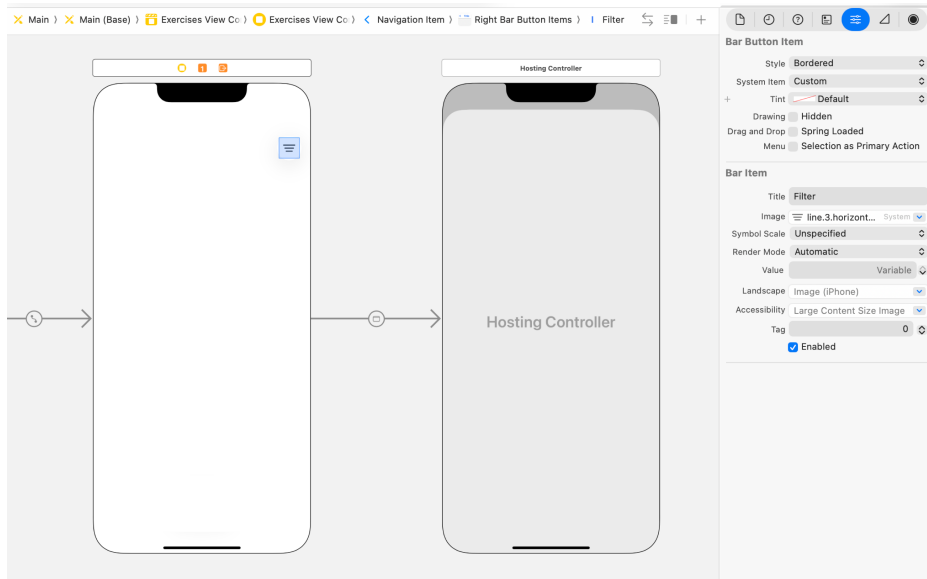 Main
Main (Base)
Exercises View Co
Exercises View Co
Navigation Item
Right Bar Button Items
Filter
Hosting Controller
Hosting Controller
Bar Button Item
Style Bordered
System Item Custom
Tint Default
Drawing Hidden
Drag and Drop Spring Loaded
Menu Selection as Primary Action
Bar Item
Title Filter
Image line.3.horizont... System
Symbol Scale Unspecified
Render Mode Automatic
Value Variable
Landscape Image (iPhone)
Accessibility Large Content Size Image
Tag 0
Enabled